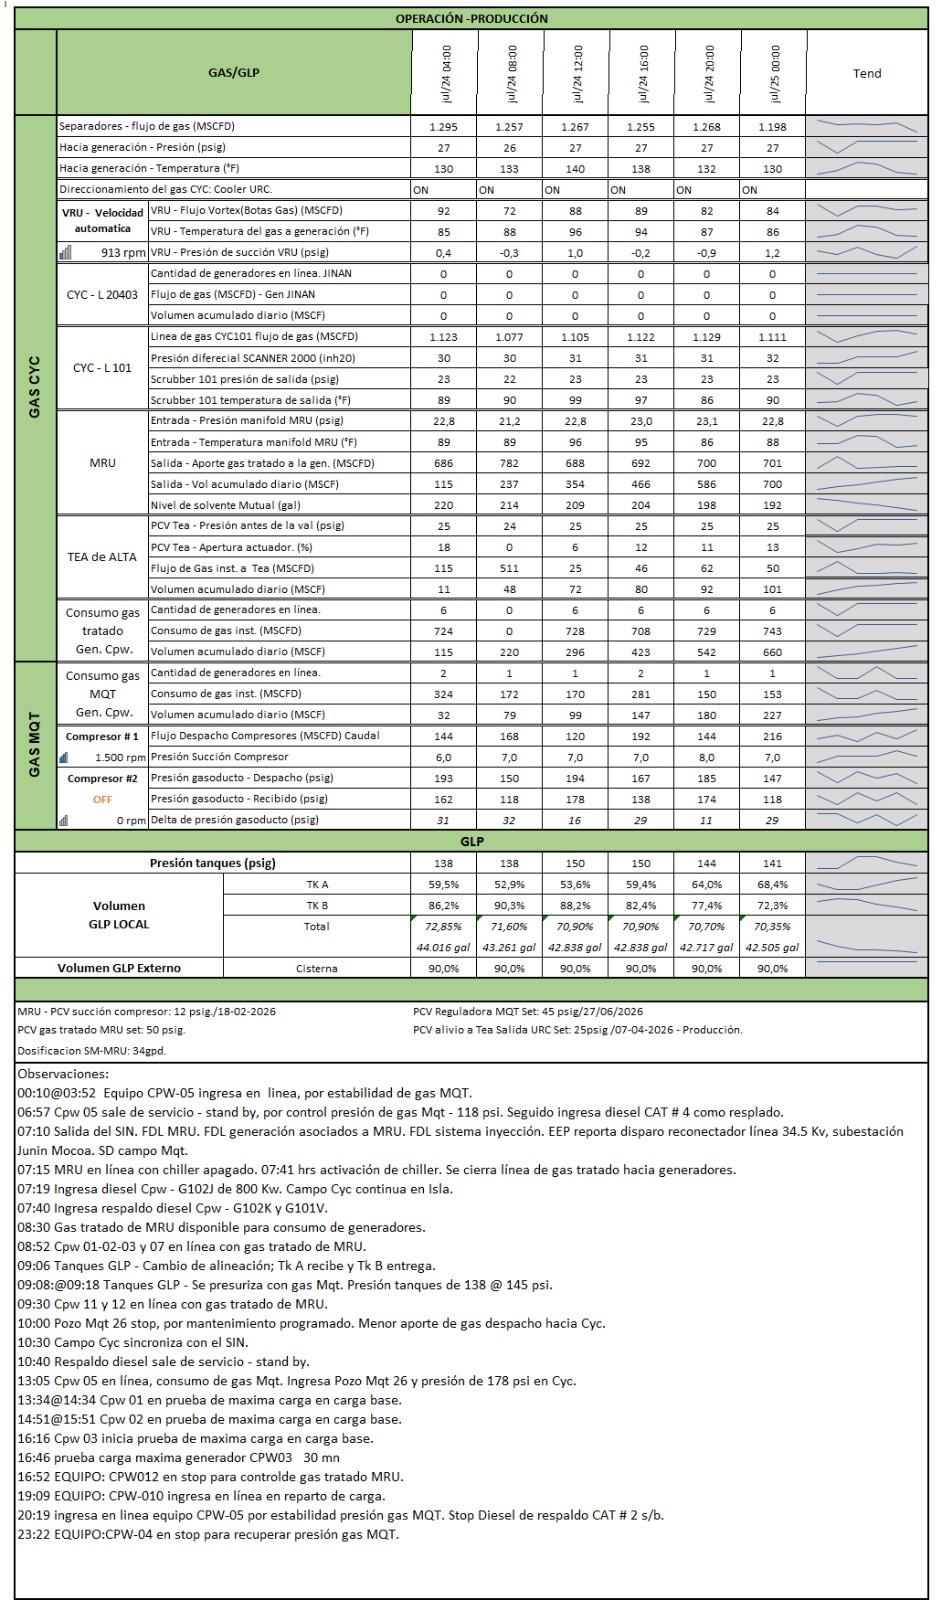 OPERACIÓN -PRODUCCIÓN
GAS/GLP jul/24 04:00 jul/24 08:00 jul/24 12:00 jul/24 16:00 jul/24 20:00 jul/25 00:00 Tend
GAS CYC
Separadores - flujo de gas (MSCFD) 1.295 1.257 1.267 1.255 1.268 1.198
Hacia generación - Presión (psig) 27 26 27 27 27 27
Hacia generación - Temperatura (°F) 130 133 140 138 132 130
Direccionamiento del gas CYC: Cooler URC. ON ON ON ON ON ON
VRU - Velocidad automatica
VRU - Flujo Vortex(Botas Gas) (MSCFD) 92 72 88 89 82 84
VRU - Temperatura del gas a generación (°F) 85 88 96 94 87 86
913 rpm VRU - Presión de succión VRU (psig) 0,4 -0,3 1,0 -0,2 -0,9 1,2
CYC - L 20403
Cantidad de generadores en línea. JINAN 0 0 0 0 0 0
Flujo de gas (MSCFD) - Gen JINAN 0 0 0 0 0 0
Volumen acumulado diario (MSCF) 0 0 0 0 0 0
CYC - L 101
Linea de gas CYC101 flujo de gas (MSCFD) 1.123 1.077 1.105 1.122 1.129 1.111
Presión diferecial SCANNER 2000 (inh20) 30 30 31 31 31 32
Scrubber 101 presión de salida (psig) 23 22 23 23 23 23
Scrubber 101 temperatura de salida (°F) 89 90 99 97 86 90
MRU
Entrada - Presión manifold MRU (psig) 22,8 21,2 22,8 23,0 23,1 22,8
Entrada - Temperatura manifold MRU (°F) 89 89 96 95 86 88
Salida - Aporte gas tratado a la gen. (MSCFD) 686 782 688 692 700 701
Salida - Vol acumulado diario (MSCF) 115 237 354 466 586 700
Nivel de solvente Mutual (gal) 220 214 209 204 198 192
TEA de ALTA
PCV Tea - Presión antes de la val (psig) 25 24 25 25 25 25
PCV Tea - Apertura actuador. (%) 18 0 6 12 11 13
Flujo de Gas inst. a Tea (MSCFD) 115 511 25 46 62 50
Volumen acumulado diario (MSCF) 11 48 72 80 92 101
Consumo gas tratado Gen. Cpw.
Cantidad de generadores en línea. 6 0 6 6 6 6
Consumo de gas inst. (MSCFD) 724 0 728 708 729 743
Volumen acumulado diario (MSCF) 115 220 296 423 542 660
GAS MQT
Consumo gas MQT Gen. Cpw.
Cantidad de generadores en línea. 2 1 1 2 1 1
Consumo de gas inst. (MSCFD) 324 172 170 281 150 153
Volumen acumulado diario (MSCF) 32 79 99 147 180 227
Compresor # 1 Flujo Despacho Compresores (MSCFD) Caudal 144 168 120 192 144 216
1.500 rpm Presión Succión Compresor 6,0 7,0 7,0 7,0 8,0 7,0
Compresor #2 Presión gasoducto - Despacho (psig) 193 150 194 167 185 147
OFF Presión gasoducto - Recibido (psig) 162 118 178 138 174 118
0 rpm Delta de presión gasoducto (psig) 31 32 16 29 11 29
GLP
Presión tanques (psig) 138 138 150 150 144 141
Volumen GLP LOCAL
TK A 59,5% 52,9% 53,6% 59,4% 64,0% 68,4%
TK B 86,2% 90,3% 88,2% 82,4% 77,4% 72,3%
Total 72,85% 71,60% 70,90% 70,90% 70,70% 70,35%
44.016 gal 43.261 gal 42.838 gal 42.838 gal 42.717 gal 42.505 gal
Volumen GLP Externo Cisterna 90,0% 90,0% 90,0% 90,0% 90,0% 90,0%
MRU - PCV succión compresor: 12 psig./18-02-2026 PCV Reguladora MQT Set: 45 psig/27/06/2026
PCV gas tratado MRU set: 50 psig. PCV alivio a Tea Salida URC Set: 25psig /07-04-2026 - Producción.
Dosificacion SM-MRU: 34gpd.
Observaciones:
00:10@03:52 Equipo CPW-05 ingresa en linea, por estabilidad de gas MQT.
06:57 Cpw 05 sale de servicio - stand by, por control presión de gas Mqt - 118 psi. Seguido ingresa diesel CAT # 4 como resplado.
07:10 Salida del SIN. FDL MRU. FDL generación asociados a MRU. FDL sistema inyección. EEP reporta disparo reconectador línea 34.5 Kv, subestación
Junin Mocoa. SD campo Mqt.
07:15 MRU en línea con chiller apagado. 07:41 hrs activación de chiller. Se cierra línea de gas tratado hacia generadores.
07:19 Ingresa diesel Cpw - G102J de 800 Kw. Campo Cyc continua en Isla.
07:40 Ingresa respaldo diesel Cpw - G102K y G101V.
08:30 Gas tratado de MRU disponible para consumo de generadores.
08:52 Cpw 01-02-03 y 07 en línea con gas tratado de MRU.
09:06 Tanques GLP - Cambio de alineación; Tk A recibe y Tk B entrega.
09:08:@09:18 Tanques GLP - Se presuriza con gas Mqt. Presión tanques de 138 @ 145 psi.
09:30 Cpw 11 y 12 en línea con gas tratado de MRU.
10:00 Pozo Mqt 26 stop, por mantenimiento programado. Menor aporte de gas despacho hacia Cyc.
10:30 Campo Cyc sincroniza con el SIN.
10:40 Respaldo diesel sale de servicio - stand by.
13:05 Cpw 05 en línea, consumo de gas Mqt. Ingresa Pozo Mqt 26 y presión de 178 psi en Cyc.
13:34@14:34 Cpw 01 en prueba de maxima carga en carga base.
14:51@15:51 Cpw 02 en prueba de maxima carga en carga base.
16:16 Cpw 03 inicia prueba de maxima carga en carga base.
16:46 prueba carga maxima generador CPW03 30 mn
16:52 EQUIPO: CPW012 en stop para controlde gas tratado MRU.
19:09 EQUIPO: CPW-010 ingresa en línea en reparto de carga.
20:19 ingresa en linea equipo CPW-05 por estabilidad presión gas MQT. Stop Diesel de respaldo CAT # 2 s/b.
23:22 EQUIPO:CPW-04 en stop para recuperar presión gas MQT.